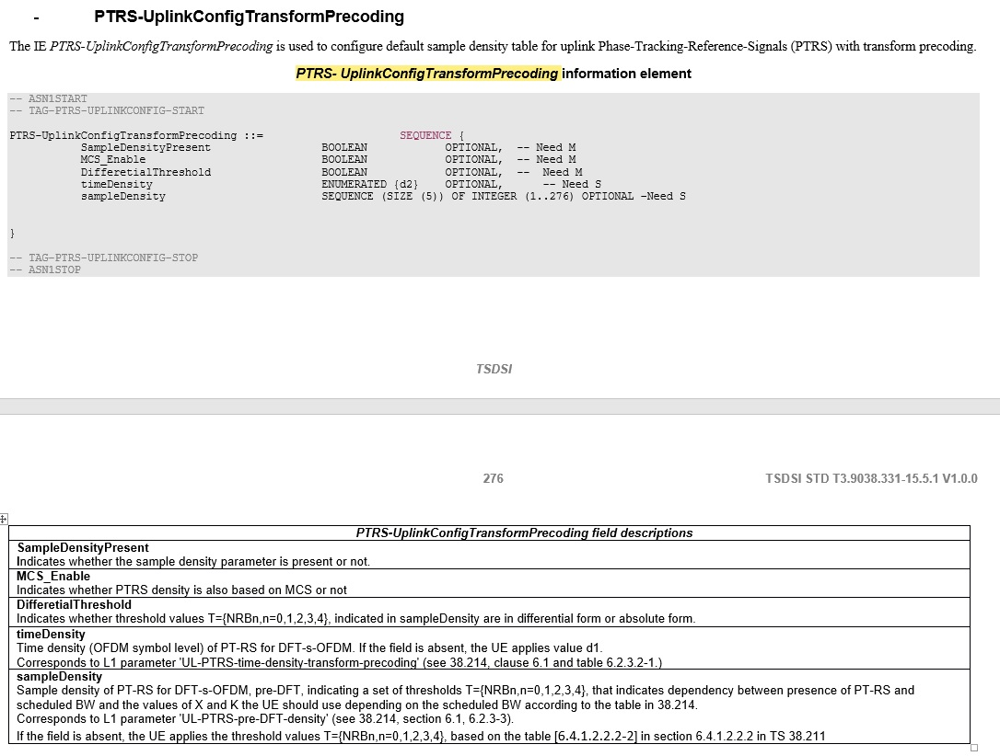 - PTRS-UplinkConfigTransformPrecoding
The IE PTRS-UplinkConfigTransformPrecoding is used to configure default sample density table for uplink Phase-Tracking-Reference-Signals (PTRS) with transform precoding.
PTRS- UplinkConfigTransformPrecoding information element
-- ASN1START
-- TAG-PTRS-UPLINKCONFIG-START
PTRS-UplinkConfigTransformPrecoding ::= SEQUENCE {
SampleDensityPresent BOOLEAN OPTIONAL, -- Need M
MCS_Enable BOOLEAN OPTIONAL, -- Need M
DifferetialThreshold BOOLEAN OPTIONAL, -- Need M
timeDensity ENUMERATED {d2} OPTIONAL, -- Need S
sampleDensity SEQUENCE (SIZE (5)) OF INTEGER (1..276) OPTIONAL -Need S
}
-- TAG-PTRS-UPLINKCONFIG-STOP
-- ASN1STOP
TSDSI
276 TSDSI STD T3.9038.331-15.5.1 V1.0.0
PTRS-UplinkConfigTransformPrecoding field descriptions
SampleDensityPresent
Indicates whether the sample density parameter is present or not.
MCS_Enable
Indicates whether PTRS density is also based on MCS or not
DifferetialThreshold
Indicates whether threshold values T={NRBn,n=0,1,2,3,4}, indicated in sampleDensity are in differential form or absolute form.
timeDensity
Time density (OFDM symbol level) of PT-RS for DFT-s-OFDM. If the field is absent, the UE applies value d1.
Corresponds to L1 parameter 'UL-PTRS-time-density-transform-precoding' (see 38.214, clause 6.1 and table 6.2.3.2-1.)
sampleDensity
Sample density of PT-RS for DFT-s-OFDM, pre-DFT, indicating a set of thresholds T={NRBn,n=0,1,2,3,4}, that indicates dependency between presence of PT-RS and
scheduled BW and the values of X and K the UE should use depending on the scheduled BW according to the table in 38.214.
Corresponds to L1 parameter 'UL-PTRS-pre-DFT-density' (see 38.214, section 6.1, 6.2.3-3).
If the field is absent, the UE applies the threshold values T={NRBn,n=0,1,2,3,4}, based on the table [6.4.1.2.2.2-2] in section 6.4.1.2.2.2 in TS 38.211